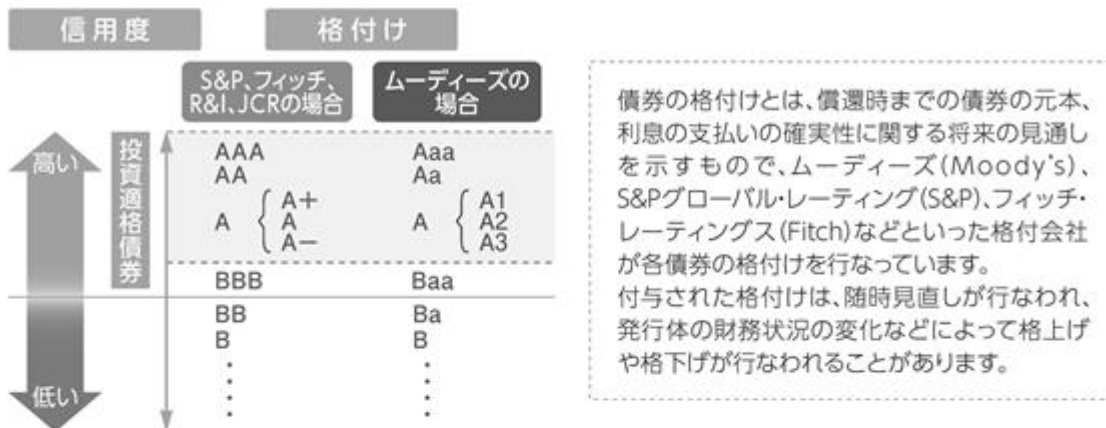 信用度
格付け
S&P、フィッチ、
R&I、JCRの場合
ムーディーズの
場合
高い
低い
投資適格債券
AAA Aaa
AA Aa
A { A+ A { A1
A A2
A− A3
BBB Baa
BB Ba
B B
債券の格付けとは、償還時までの債券の元本、
利息の支払いの確実性に関する将来の見通し
を示すもので、ムーディーズ(Moody's)、
S&Pグローバル・レーティング(S&P)、フィッチ・
レーティングス(Fitch)などといった格付会社
が各債券の格付けを行なっています。
付与された格付けは、随時見直しが行なわれ、
発行体の財務状況の変化などによって格上げ
や格下げが行なわれることがあります。